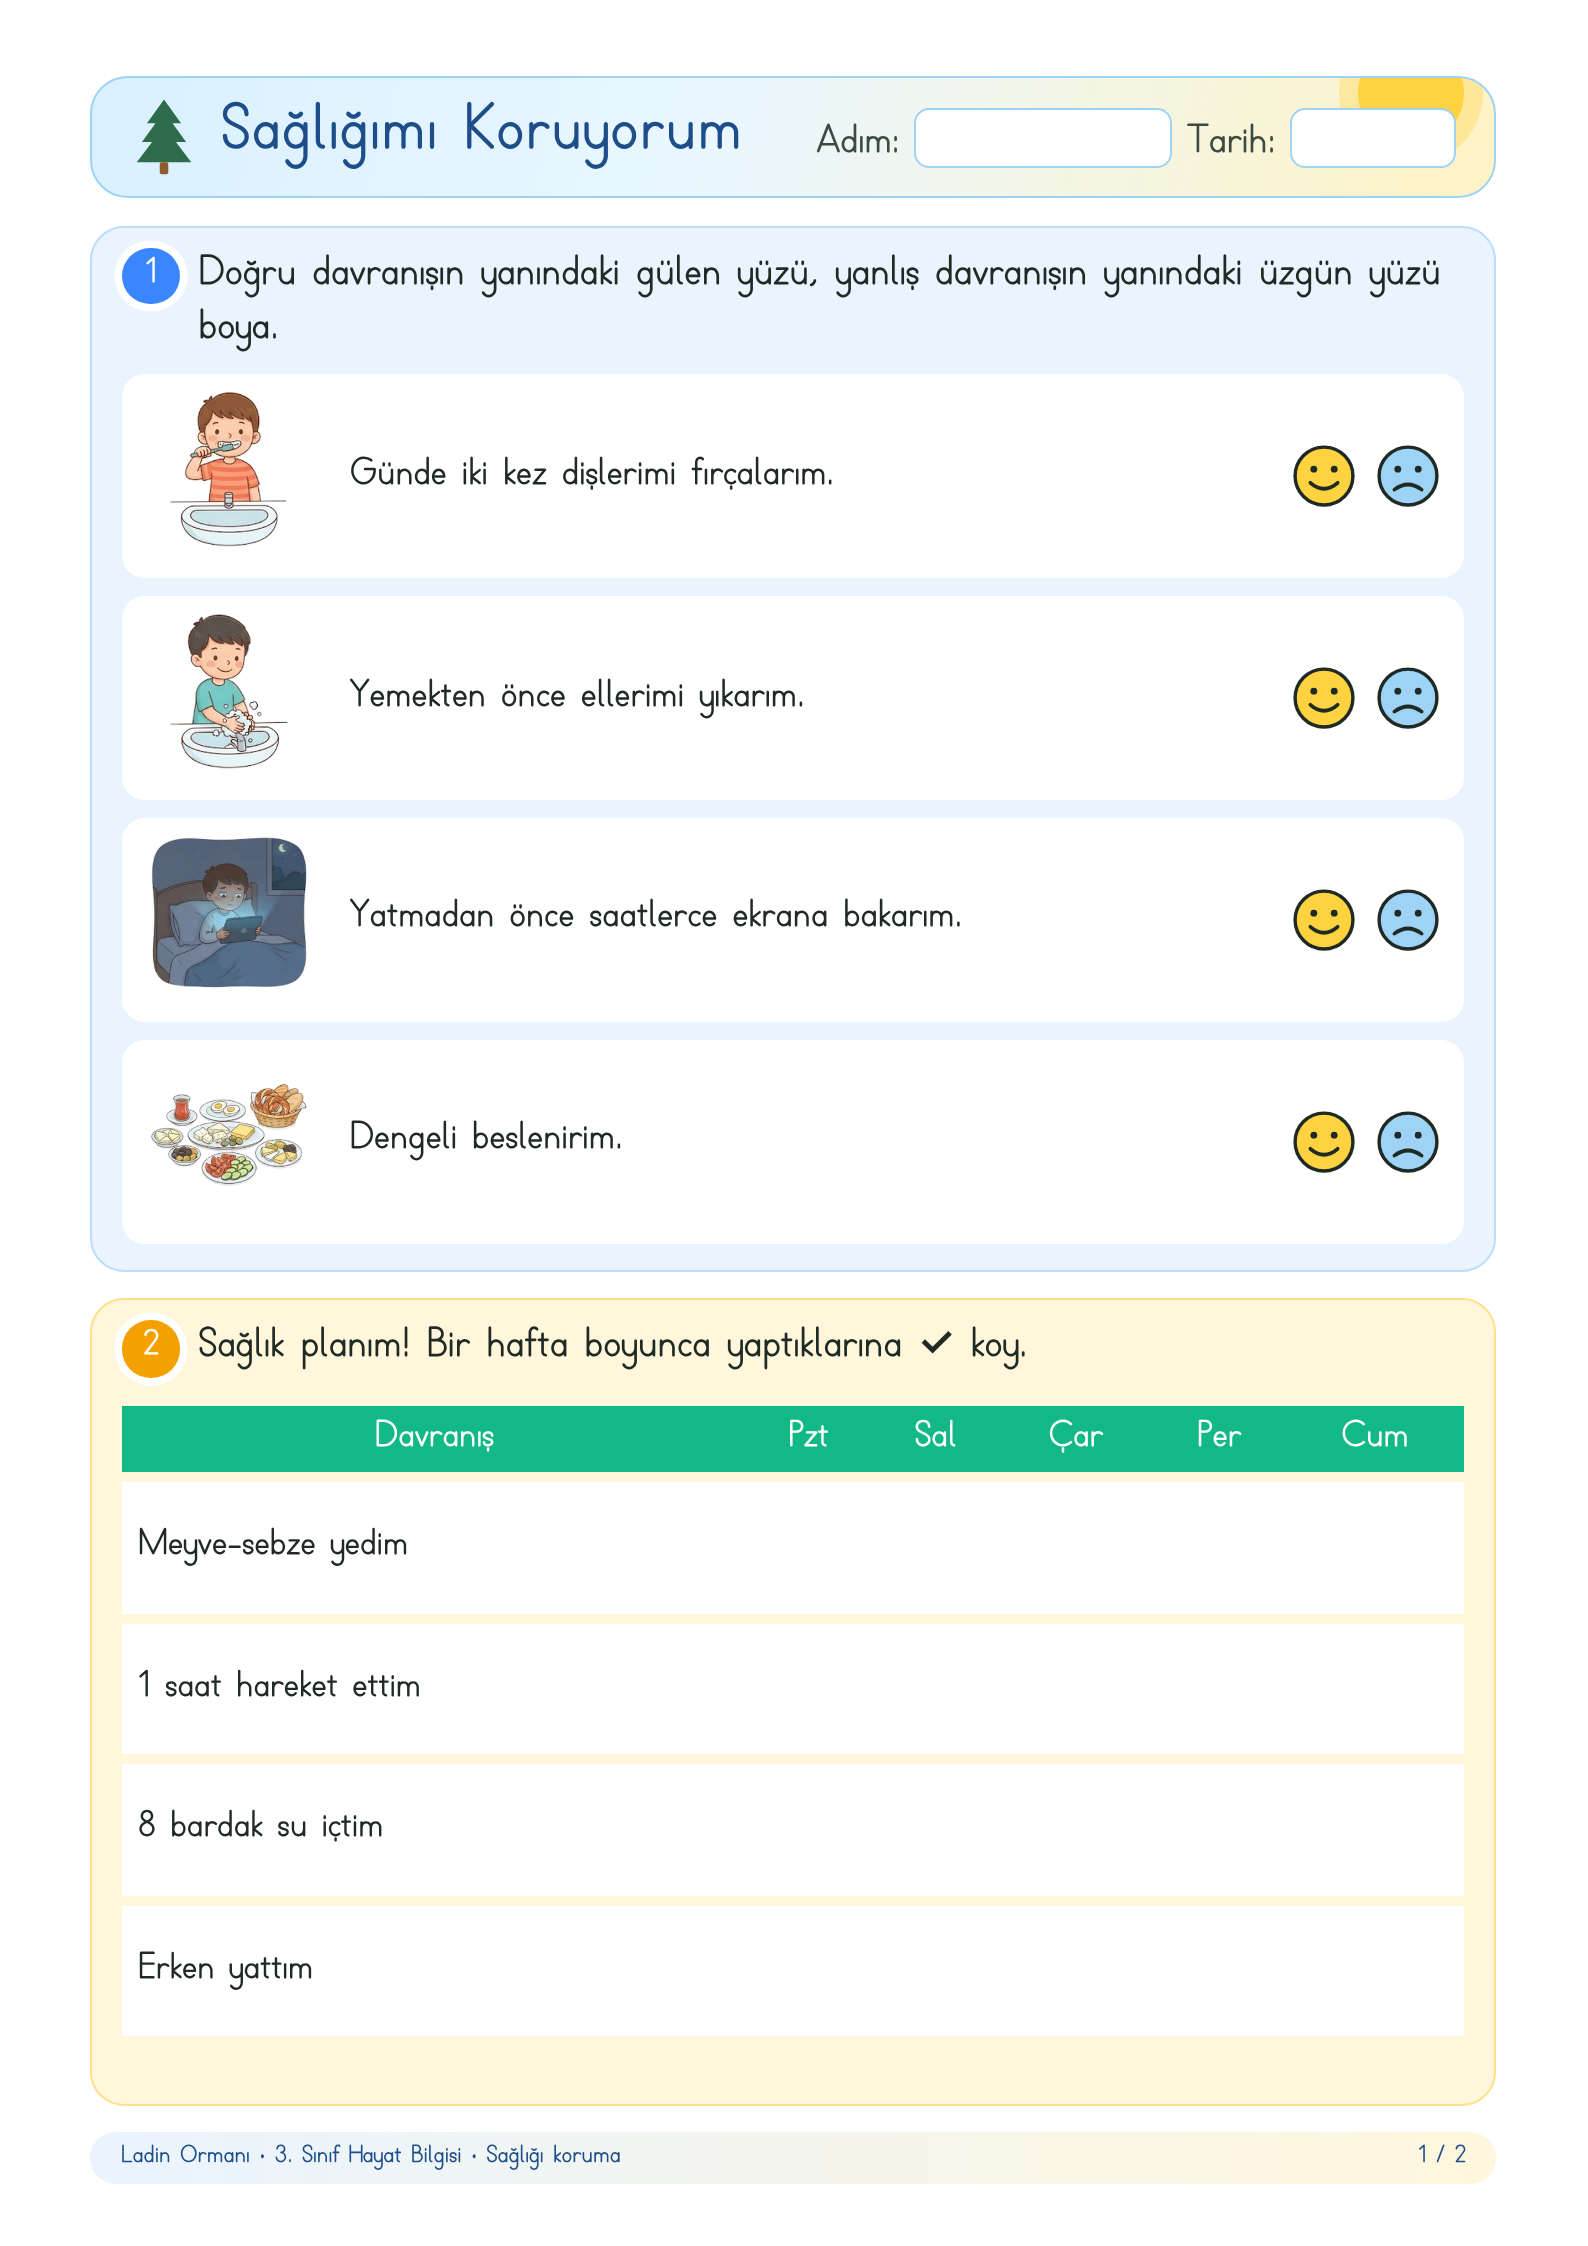 Sağlığımı Koruyorum
Adım:
Tarih:
1
Doğru davranışın yanındaki gülen yüzü, yanlış davranışın yanındaki üzgün yüzü
boya.
Günde iki kez dişlerimi fırçalarım.
Yemekten önce ellerimi yıkarım.
Yatmadan önce saatlerce ekrana bakarım.
Dengeli beslenirim.
2
Sağlık planım! Bir hafta boyunca yaptıklarına ✓ koy.
Davranış Pzt Sal Çar Per Cum
Meyve-sebze yedim
1 saat hareket ettim
8 bardak su içtim
Erken yattım
Ladin Ormanı • 3. Sınıf Hayat Bilgisi • Sağlığı koruma
1 / 2